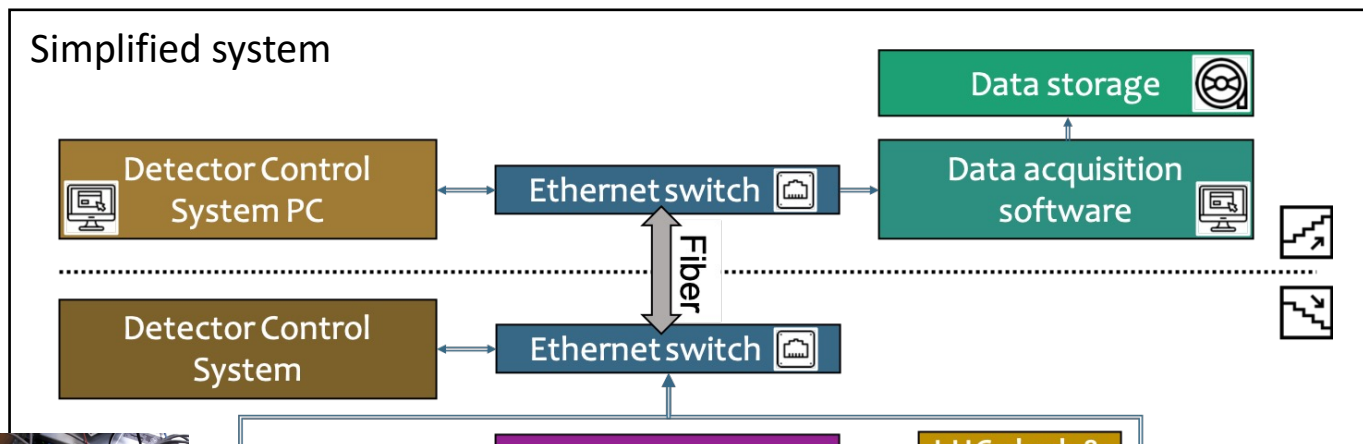 Simplified system
Data storage
Detector Control
System PC
Ethernet switch
Data acquisition
software
Fiber
Detector Control
System
Ethernet switch